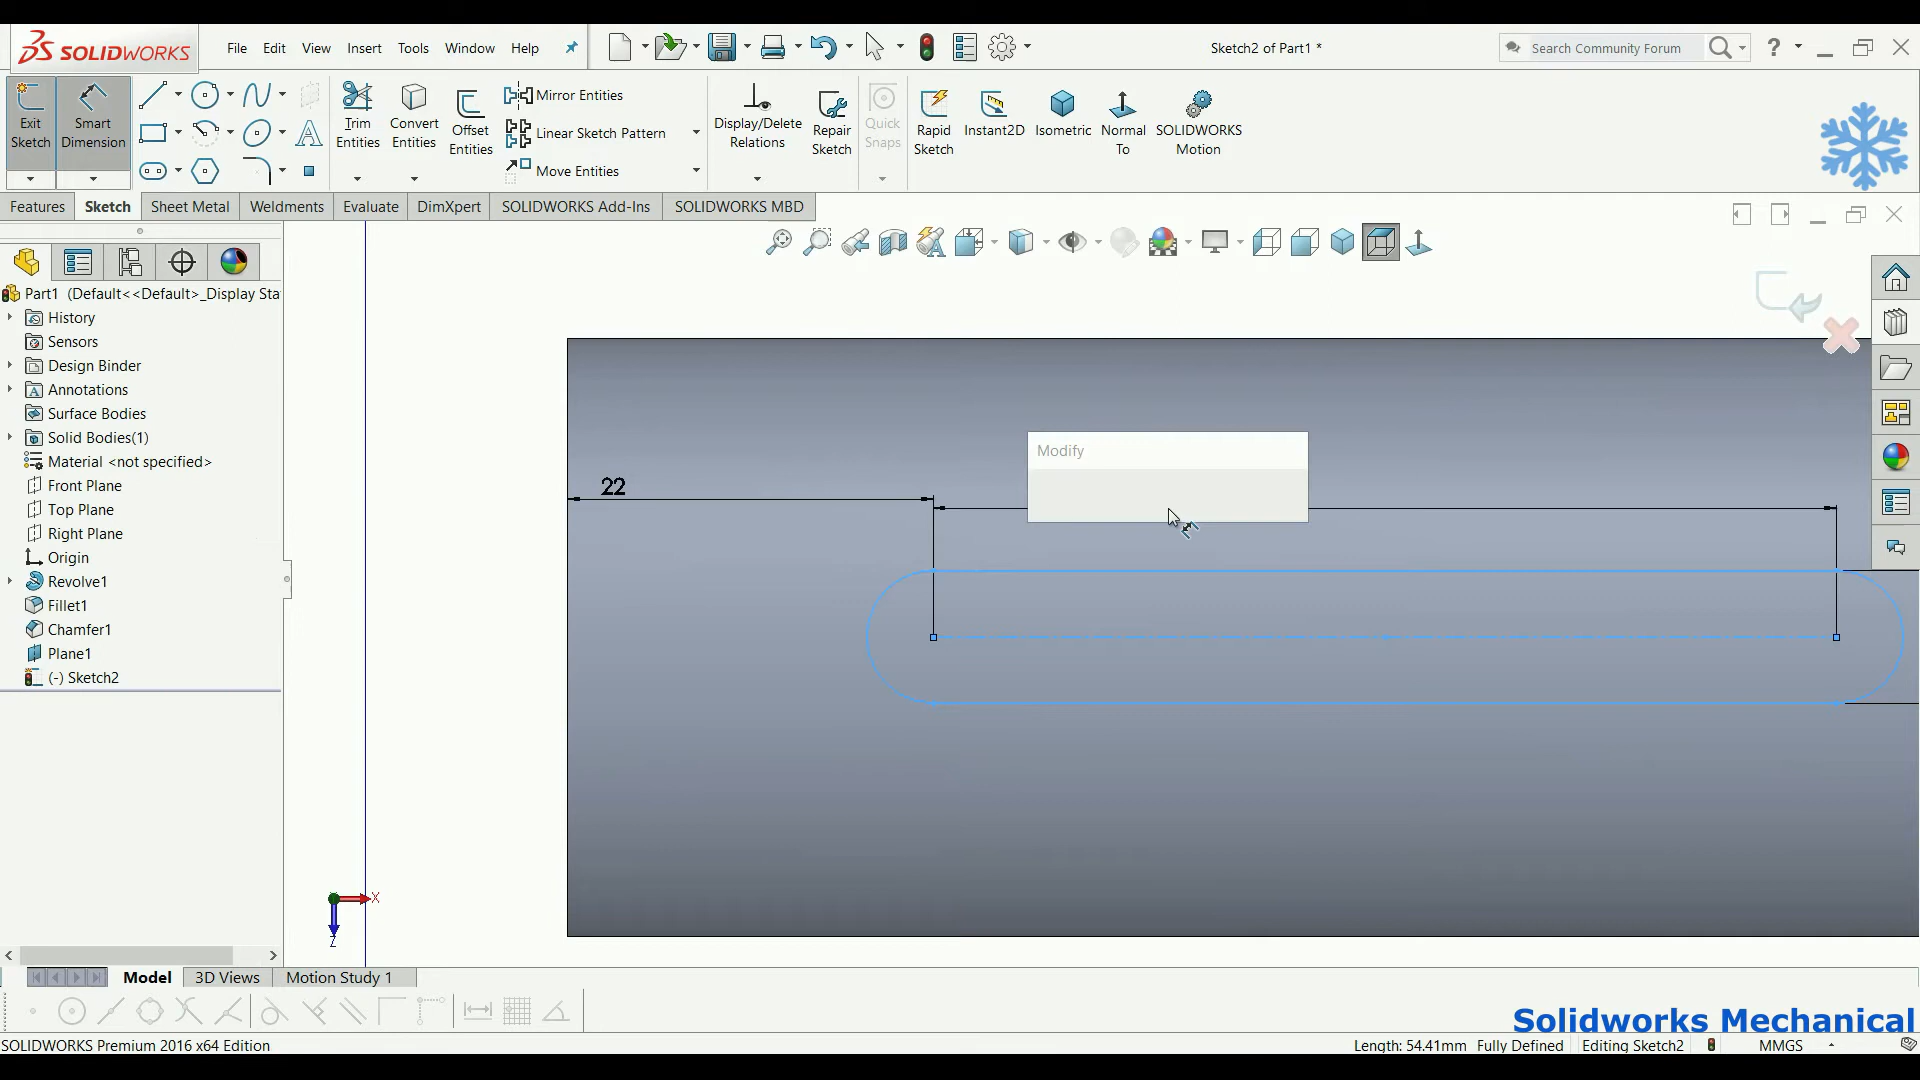 SOLIDWORKS
File Edit View Insert Tools Window Help
Sketch2 of Part1 *
Search Community Forum
Exit Sketch
Smart Dimension
Trim Entities
Convert Entities
Offset Entities
Mirror Entities
Linear Sketch Pattern
Move Entities
Display/Delete Relations
Repair Sketch
Quick Snaps
Rapid Sketch
Instant2D
Isometric
Normal To
SOLIDWORKS Motion
Features Sketch Sheet Metal Weldments Evaluate DimXpert SOLIDWORKS Add-Ins SOLIDWORKS MBD
Part1 (Default<<Default>_Display Sta
History
Sensors
Design Binder
Annotations
Surface Bodies
Solid Bodies(1)
Material <not specified>
Front Plane
Top Plane
Right Plane
Origin
Revolve1
Fillet1
Chamfer1
Plane1
(-) Sketch2
Modify
22
X
Z
Model 3D Views Motion Study 1
Solidworks Mechanical
SOLIDWORKS Premium 2016 x64 Edition
Length: 54.41mm Fully Defined Editing Sketch2 MMGS